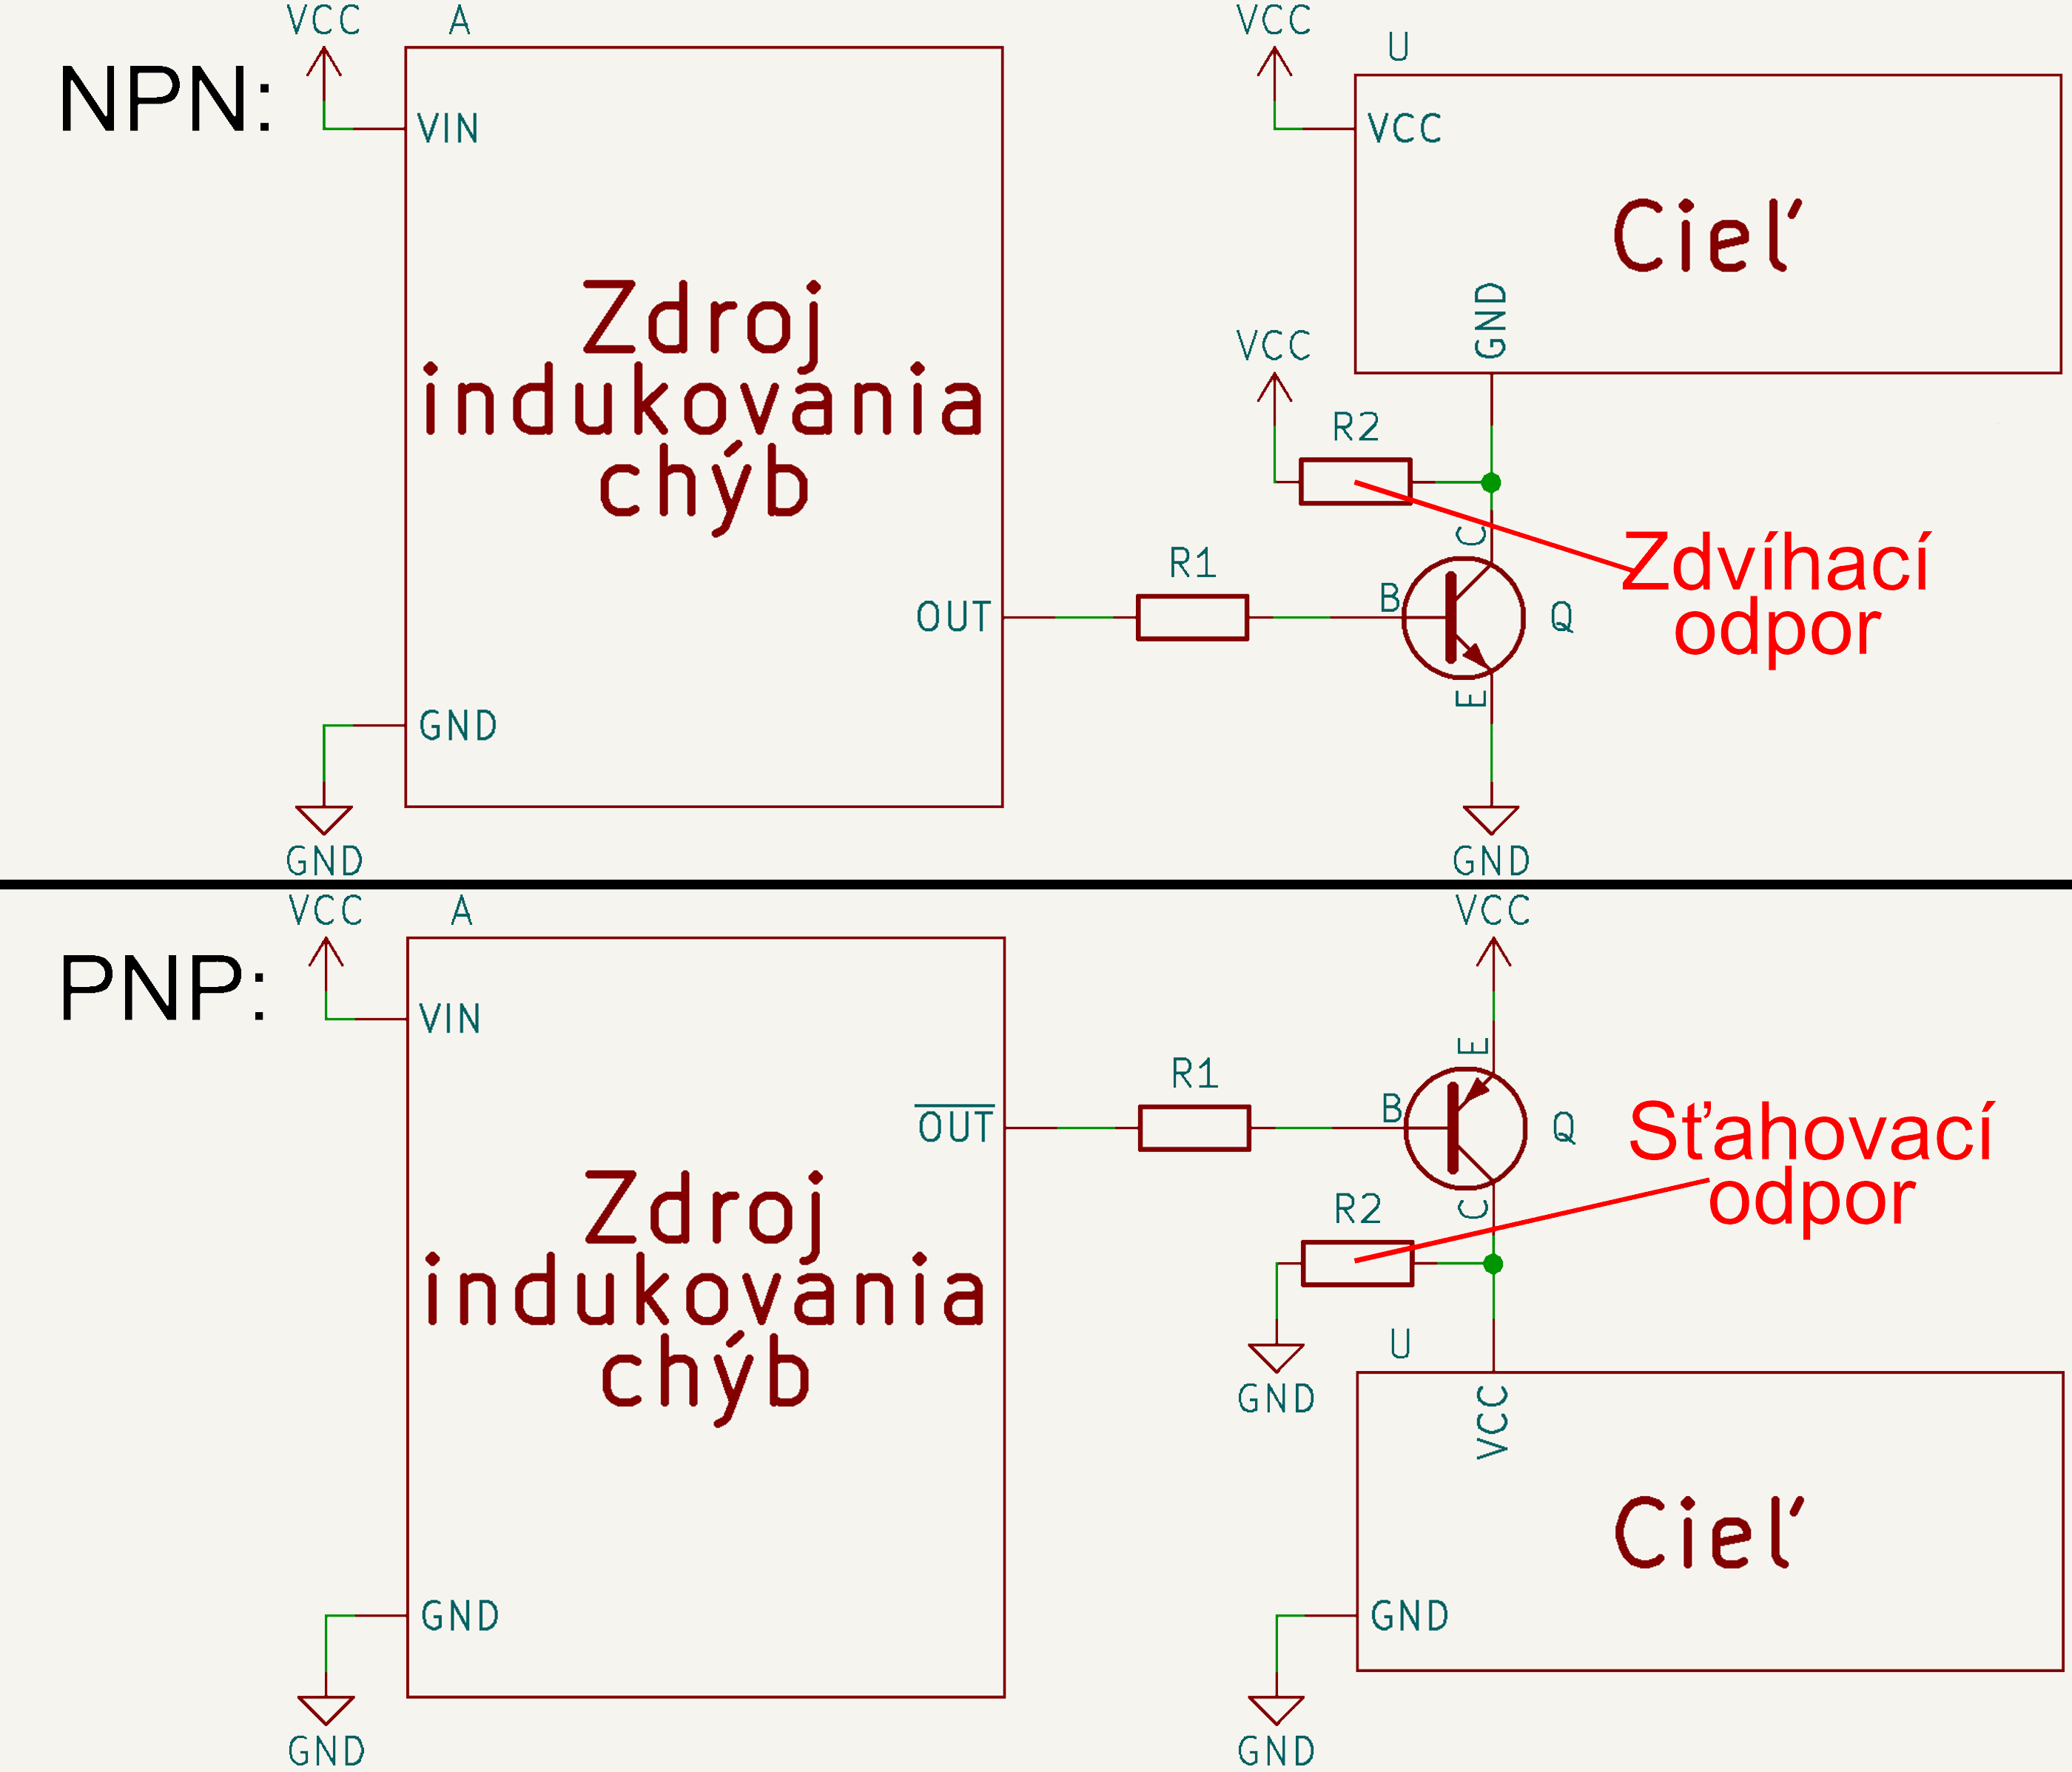 NPN:
VCC
A
VIN
Zdroj
indukovania
chýb
OUT
GND
GND
R1
VCC
U
VCC
Cieľ
GND
VCC
R2
C
B
Q
E
Zdvíhací
odpor
GND
PNP:
VCC
A
VIN
OUT
Zdroj
indukovania
chýb
GND
GND
R1
VCC
E
B
Q
C
Sťahovací
odpor
R2
GND
U
VCC
Cieľ
GND
GND